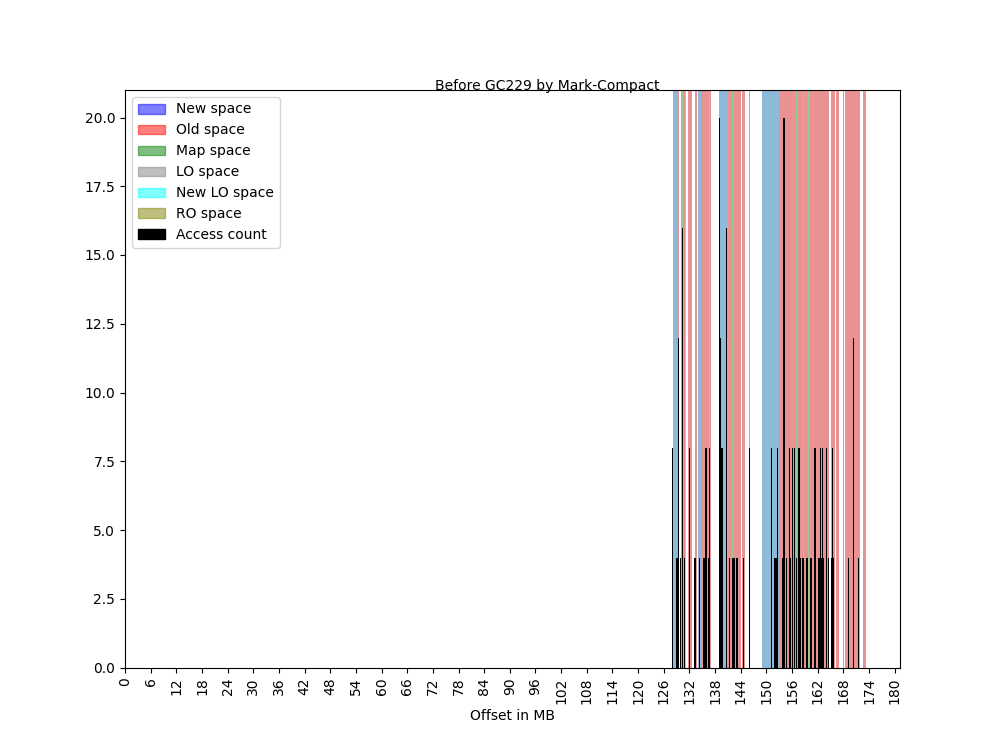 Before GC229 by Mark-Compact
New space
Old space
Map space
LO space
New LO space
RO space
Access count
20.0
17.5
15.0
12.5
10.0
7.5
5.0
2.5
0.0
0 6 12 18 24 30 36 42 48 54 60 66 72 78 84 90 96 102 108 114 120 126 132 138 144 150 156 162 168 174 180
Offset in MB